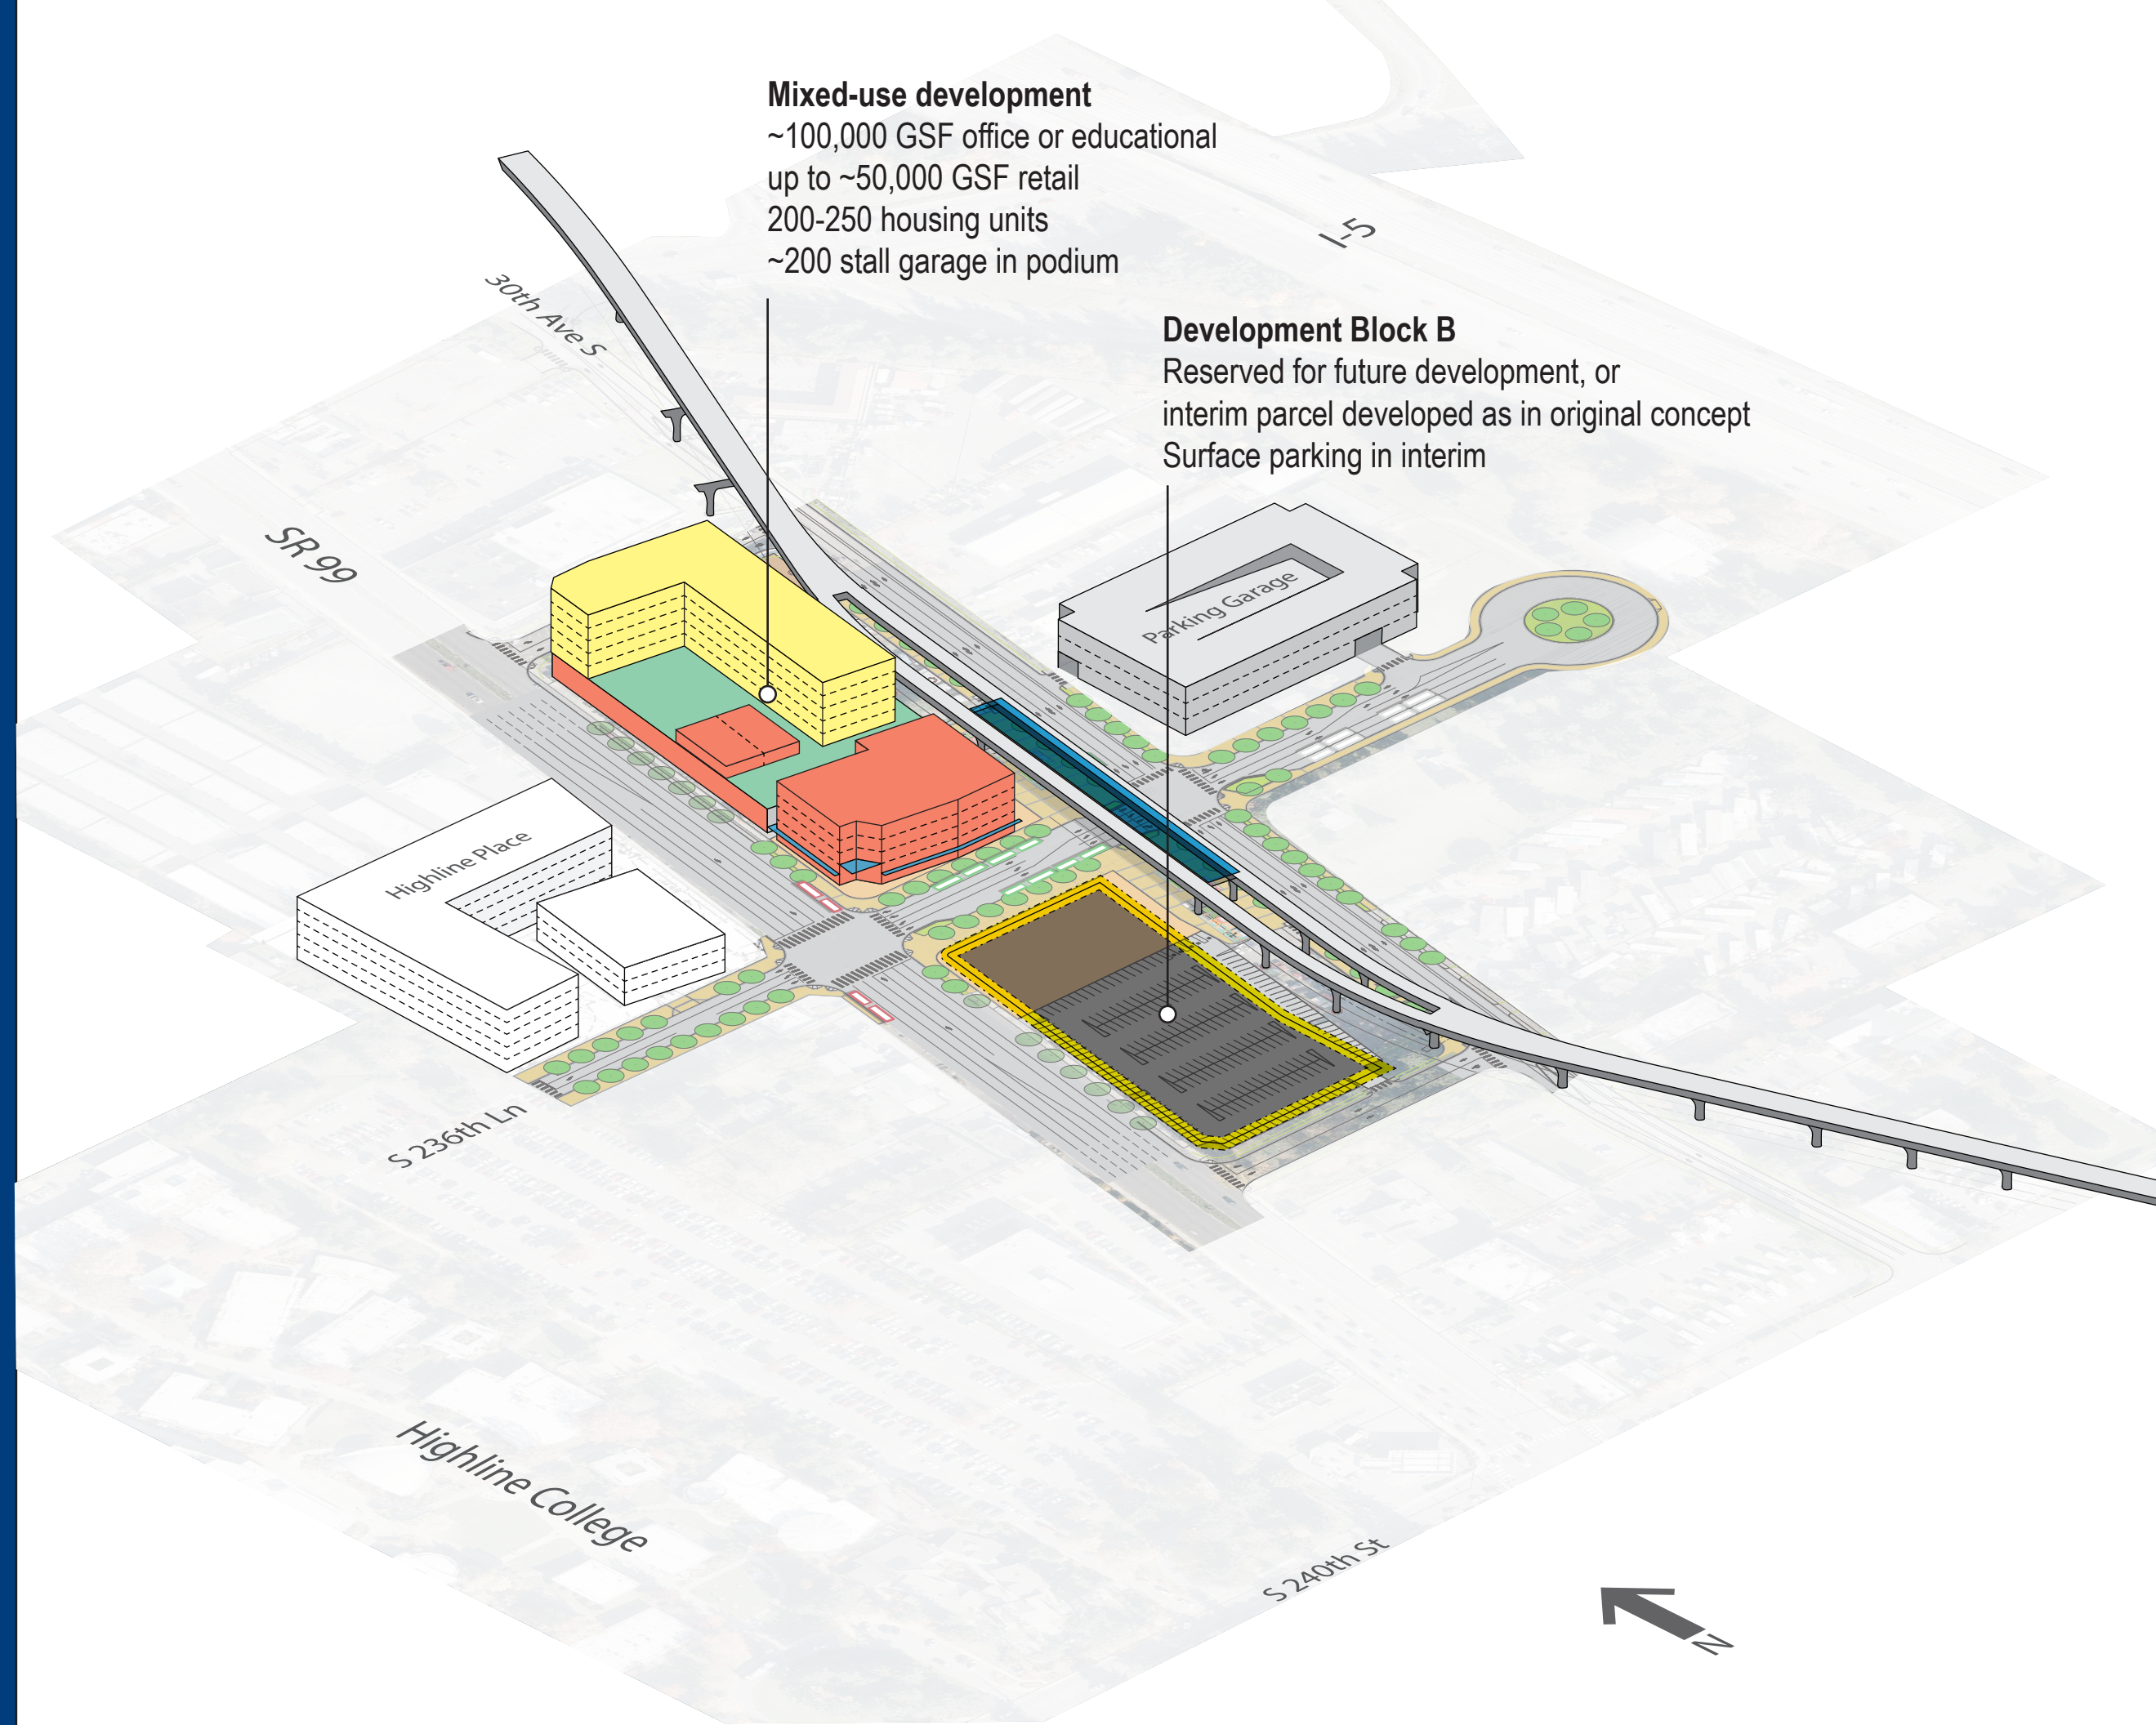 Mixed-use development
~100,000 GSF office or educational
up to ~50,000 GSF retail
200-250 housing units
~200 stall garage in podium
I-5
30th Ave S
Development Block B
Reserved for future development, or
interim parcel developed as in original concept
Surface parking in interim
SR 99
Parking Garage
Highline Place
S 236th Ln
Highline College
S 240th St
N